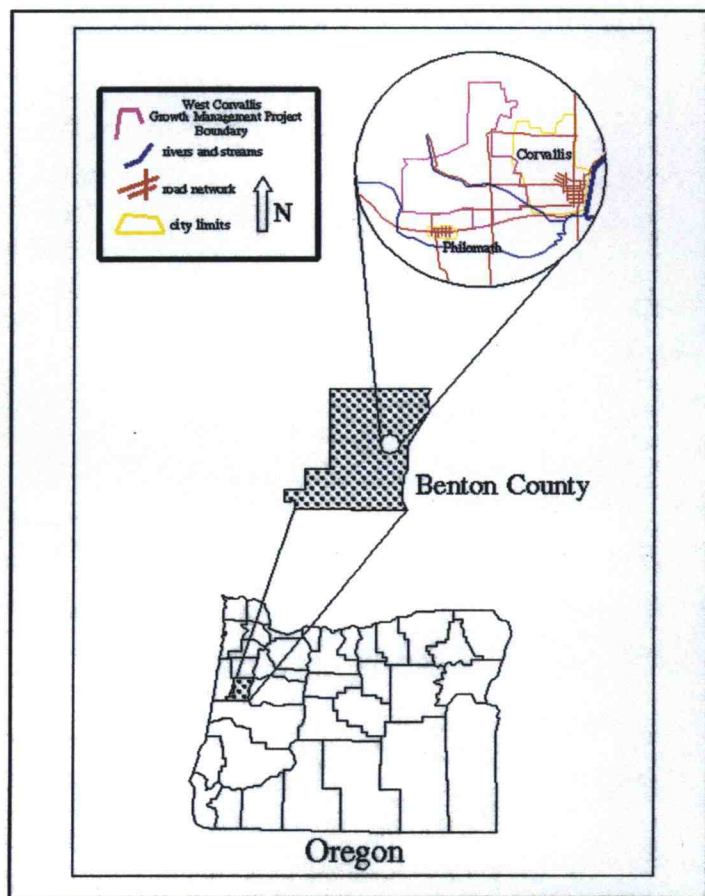 West Corvallis
Growth Management Project
Boundary
rivers and streams
road network
N
city limits
Corvallis
Philomath
Benton County
Oregon